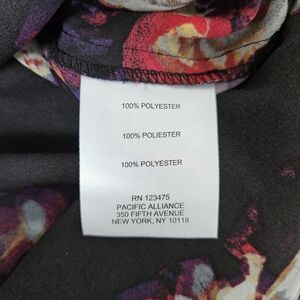 100% POLYESTER
100% POLIESTER
100% POLYESTER
RN 123475
PACIFIC ALLIANCE
350 FIFTH AVENUE
NEW YORK, NY 10118